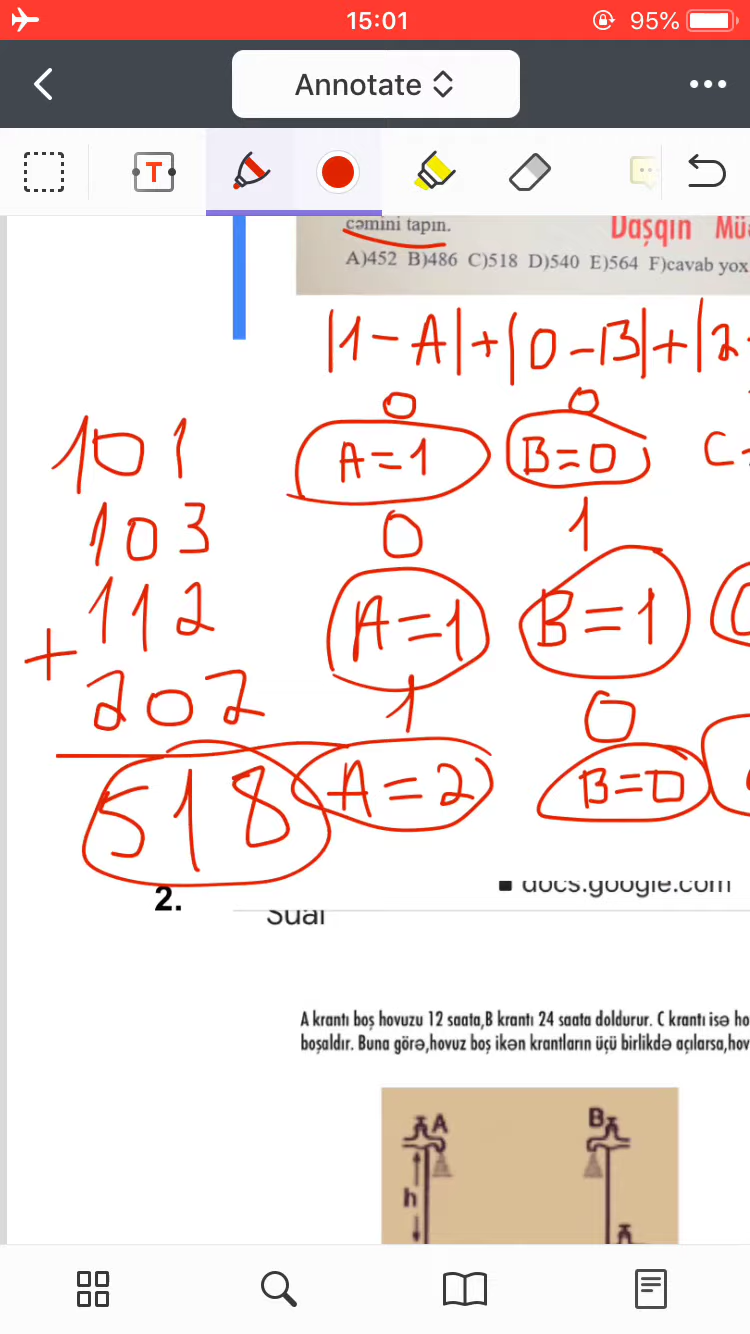 15:01
95%
Annotate
T
cəmini tapın.
Daşqın
A)452 B)486 C)518 D)540 E)564 F)cavab yox
|1-A|+|0-B|+|2-
0 0
101 A=1 B=0 C
103 0 1
112 A=1 B=1
+202 1 0
518 A=2 B=0
2.
docs.google.com
Sual
A krantı boş hovuzu 12 saata,B krantı 24 saata doldurur. C krantı isə ho
boşaldır. Buna görə,hovuz boş ikən krantların üçü birlikdə açılarsa,hov
A B
h